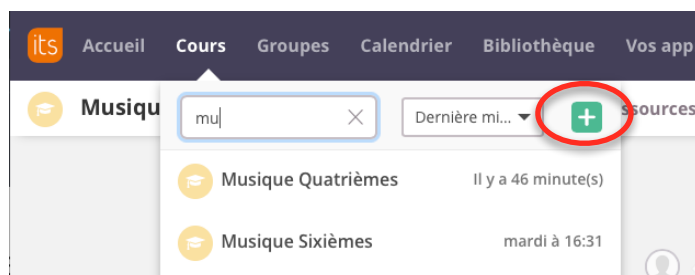 its Accueil Cours Groupes Calendrier Bibliothèque Vos app
Musiqu mu Dernière mi... ssources
Musique Quatrièmes Il y a 46 minute(s)
Musique Sixièmes mardi à 16:31